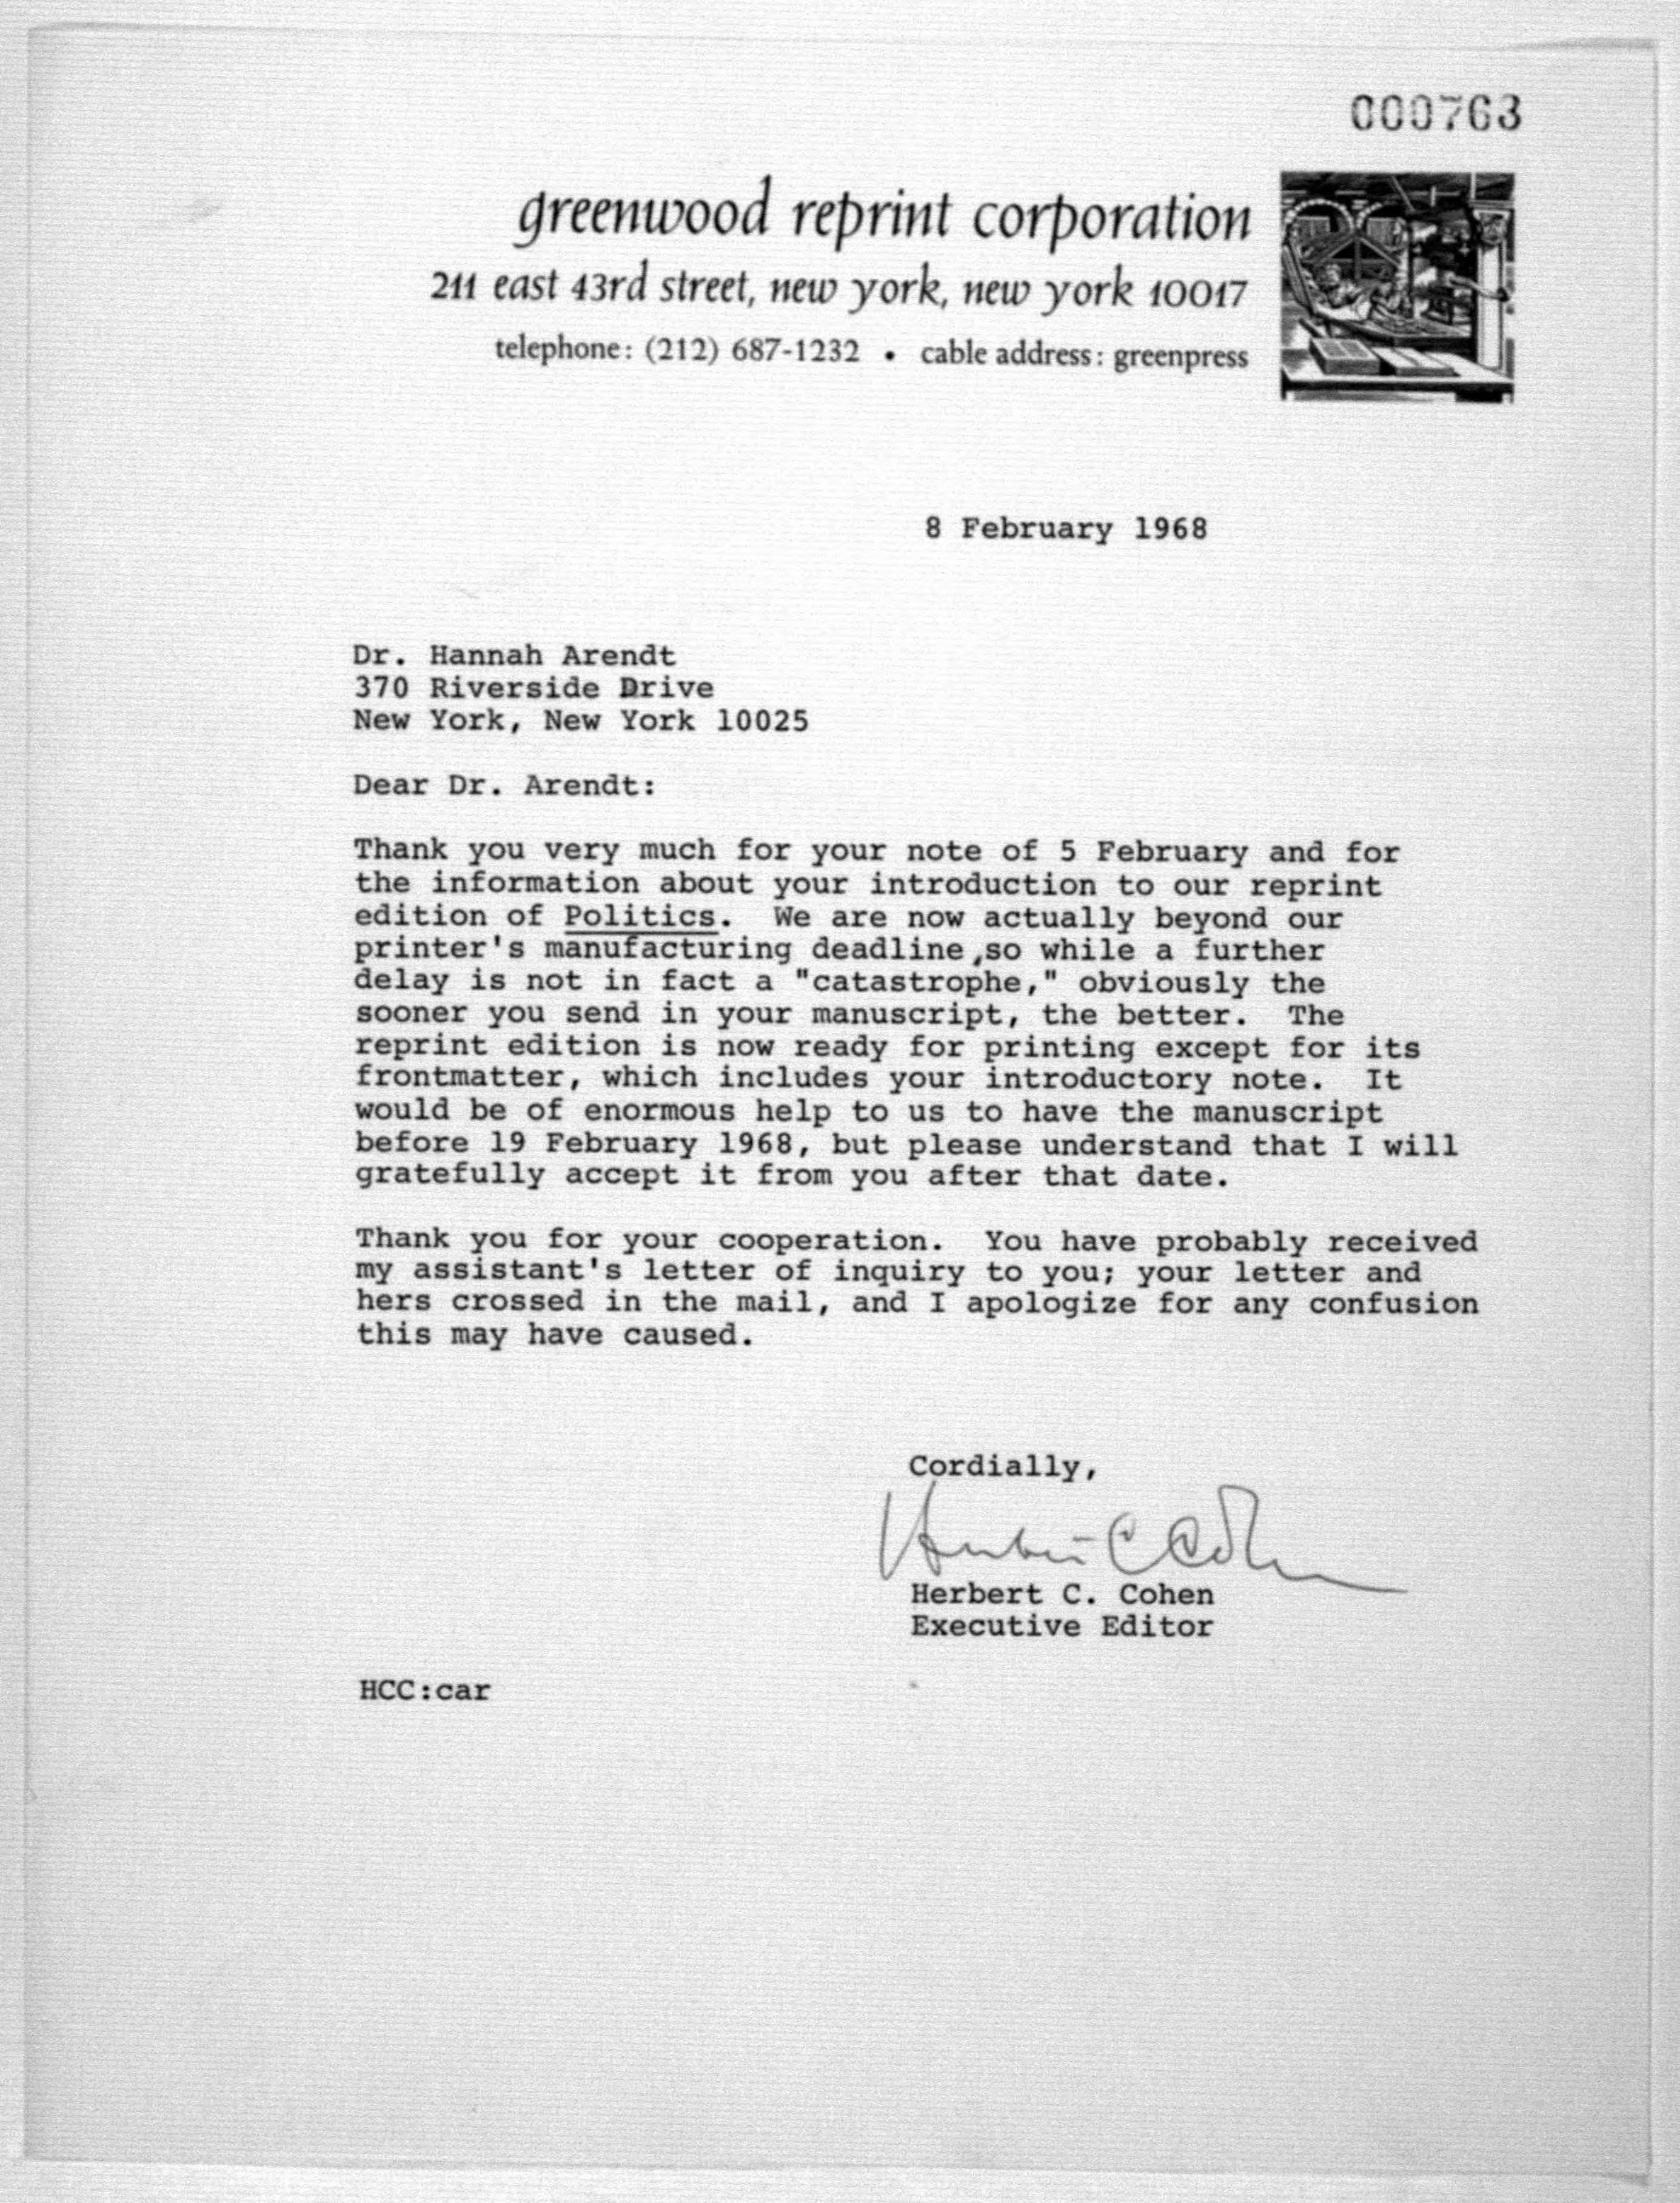 000763
greenwood reprint corporation
211 east 43rd street, new york, new york 10017
telephone: (212) 687-1232 • cable address: greenpress
8 February 1968
Dr. Hannah Arendt
370 Riverside Drive
New York, New York 10025
Dear Dr. Arendt:
Thank you very much for your note of 5 February and for
the information about your introduction to our reprint
edition of Politics.  We are now actually beyond our
printer's manufacturing deadline,so while a further
delay is not in fact a "catastrophe," obviously the
sooner you send in your manuscript, the better.  The
reprint edition is now ready for printing except for its
frontmatter, which includes your introductory note.  It
would be of enormous help to us to have the manuscript
before 19 February 1968, but please understand that I will
gratefully accept it from you after that date.
Thank you for your cooperation.  You have probably received
my assistant's letter of inquiry to you; your letter and
hers crossed in the mail, and I apologize for any confusion
this may have caused.
Cordially,
Herbert C Cohen
Herbert C. Cohen
Executive Editor
HCC:car